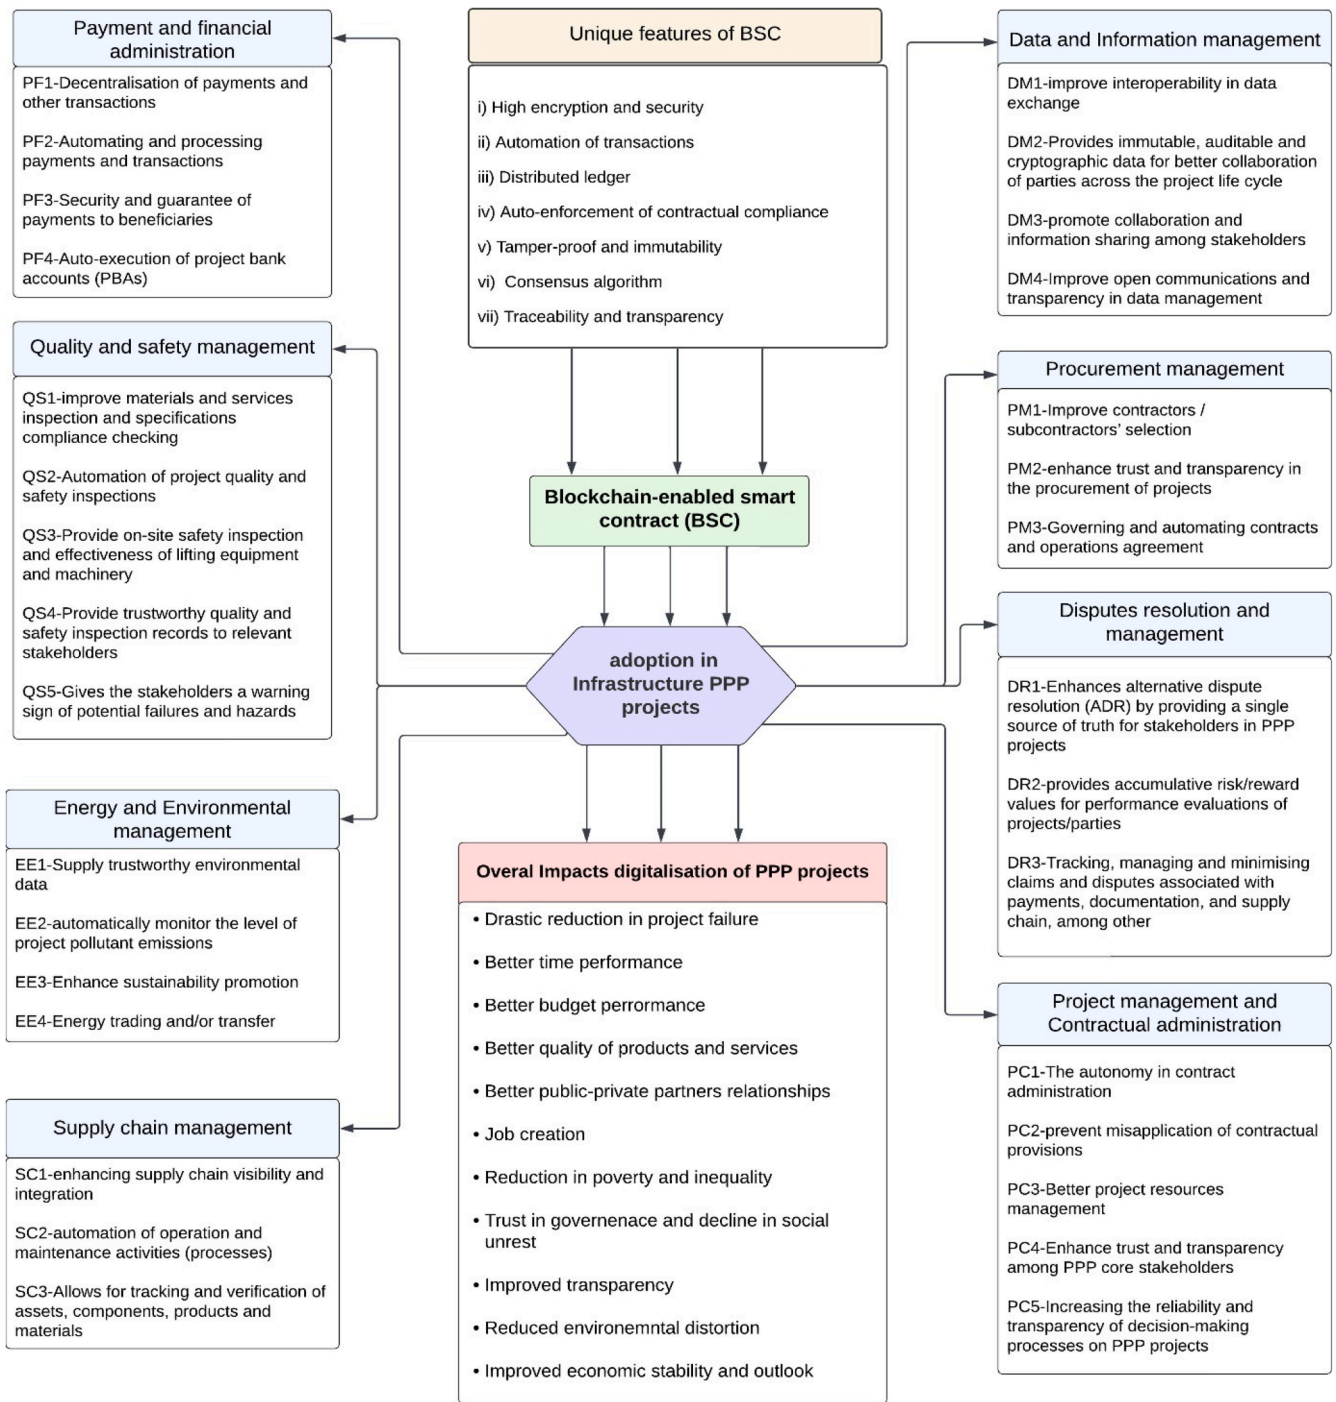 Payment and financial
administration
PF1-Decentralisation of payments and
other transactions
PF2-Automating and processing
payments and transactions
PF3-Security and guarantee of
payments to beneficiaries
PF4-Auto-execution of project bank
accounts (PBAs)
Quality and safety management
QS1-improve materials and services
inspection and specifications
compliance checking
QS2-Automation of project quality and
safety inspections
QS3-Provide on-site safety inspection
and effectiveness of lifting equipment
and machinery
QS4-Provide trustworthy quality and
safety inspection records to relevant
stakeholders
QS5-Gives the stakeholders a warning
sign of potential failures and hazards
Energy and Environmental
management
EE1-Supply trustworthy environmental
data
EE2-automatically monitor the level of
project pollutant emissions
EE3-Enhance sustainability promotion
EE4-Energy trading and/or transfer
Supply chain management
SC1-enhancing supply chain visibility and
integration
SC2-automation of operation and
maintenance activities (processes)
SC3-Allows for tracking and verification of
assets, components, products and
materials
Unique features of BSC
i) High encryption and security
ii) Automation of transactions
iii) Distributed ledger
iv) Auto-enforcement of contractual compliance
v) Tamper-proof and immutability
vi) Consensus algorithm
vii) Traceability and transparency
Blockchain-enabled smart
contract (BSC)
adoption in
Infrastructure PPP
projects
Overal Impacts digitalisation of PPP projects
• Drastic reduction in project failure
• Better time performance
• Better budget perrormance
• Better quality of products and services
• Better public-private partners relationships
• Job creation
• Reduction in poverty and inequality
• Trust in governenace and decline in social
unrest
• Improved transparency
• Reduced environemntal distortion
• Improved economic stability and outlook
Data and Information management
DM1-improve interoperability in data
exchange
DM2-Provides immutable, auditable and
cryptographic data for better collaboration
of parties across the project life cycle
DM3-promote collaboration and
information sharing among stakeholders
DM4-Improve open communications and
transparency in data management
Procurement management
PM1-Improve contractors /
subcontractors' selection
PM2-enhance trust and transparency in
the procurement of projects
PM3-Governing and automating contracts
and operations agreement
Disputes resolution and
management
DR1-Enhances alternative dispute
resolution (ADR) by providing a single
source of truth for stakeholders in PPP
projects
DR2-provides accumulative risk/reward
values for performance evaluations of
projects/parties
DR3-Tracking, managing and minimising
claims and disputes associated with
payments, documentation, and supply
chain, among other
Project management and
Contractual administration
PC1-The autonomy in contract
administration
PC2-prevent misapplication of contractual
provisions
PC3-Better project resources
management
PC4-Enhance trust and transparency
among PPP core stakeholders
PC5-Increasing the reliability and
transparency of decision-making
processes on PPP projects